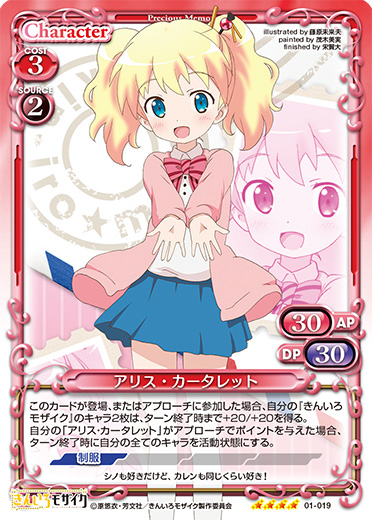 Precious Memo
Character
illustrated by 藤原未来夫
painted by 茂木美実
finished by 宋賢大
COST
3
SOURCE
2
iro★m
30 AP
DP 30
アリス・カータレット
このカードが登場、またはアプローチに参加した場合、自分の「きんいろ
モザイク」のキャラ2枚は、ターン終了時まで+20/+20を得る。
自分の「アリス・カータレット」がアプローチでポイントを与えた場合、
ターン終了時に自分の全てのキャラを活動状態にする。
制服
シノも好きだけど、カレンも同じくらい好き!
きんいろモザイク
©原悠衣・芳文社/きんいろモザイク製作委員会
★★★★ 01-019